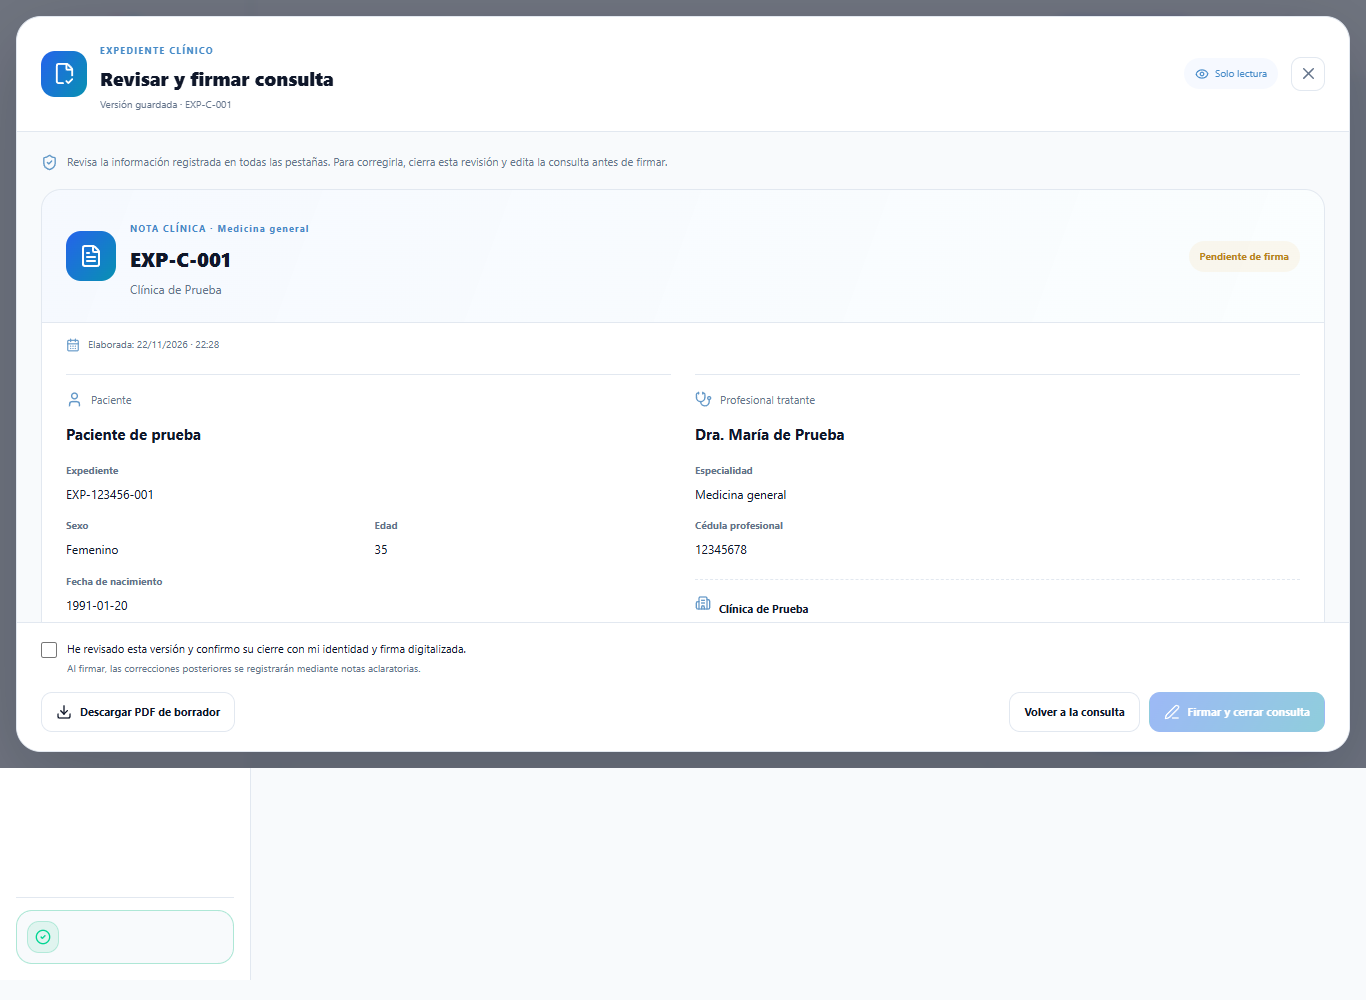 EXPEDIENTE CLÍNICO
Revisar y firmar consulta
Versión guardada · EXP-C-001
Solo lectura
Revisa la información registrada en todas las pestañas. Para corregirla, cierra esta revisión y edita la consulta antes de firmar.
NOTA CLÍNICA · Medicina general
EXP-C-001
Clínica de Prueba
Pendiente de firma
Elaborada: 22/11/2026 · 22:28
Paciente
Paciente de prueba
Expediente
EXP-123456-001
Sexo
Femenino
Edad
35
Fecha de nacimiento
1991-01-20
Profesional tratante
Dra. María de Prueba
Especialidad
Medicina general
Cédula profesional
12345678
Clínica de Prueba
He revisado esta versión y confirmo su cierre con mi identidad y firma digitalizada.
Al firmar, las correcciones posteriores se registrarán mediante notas aclaratorias.
Descargar PDF de borrador
Volver a la consulta
Firmar y cerrar consulta